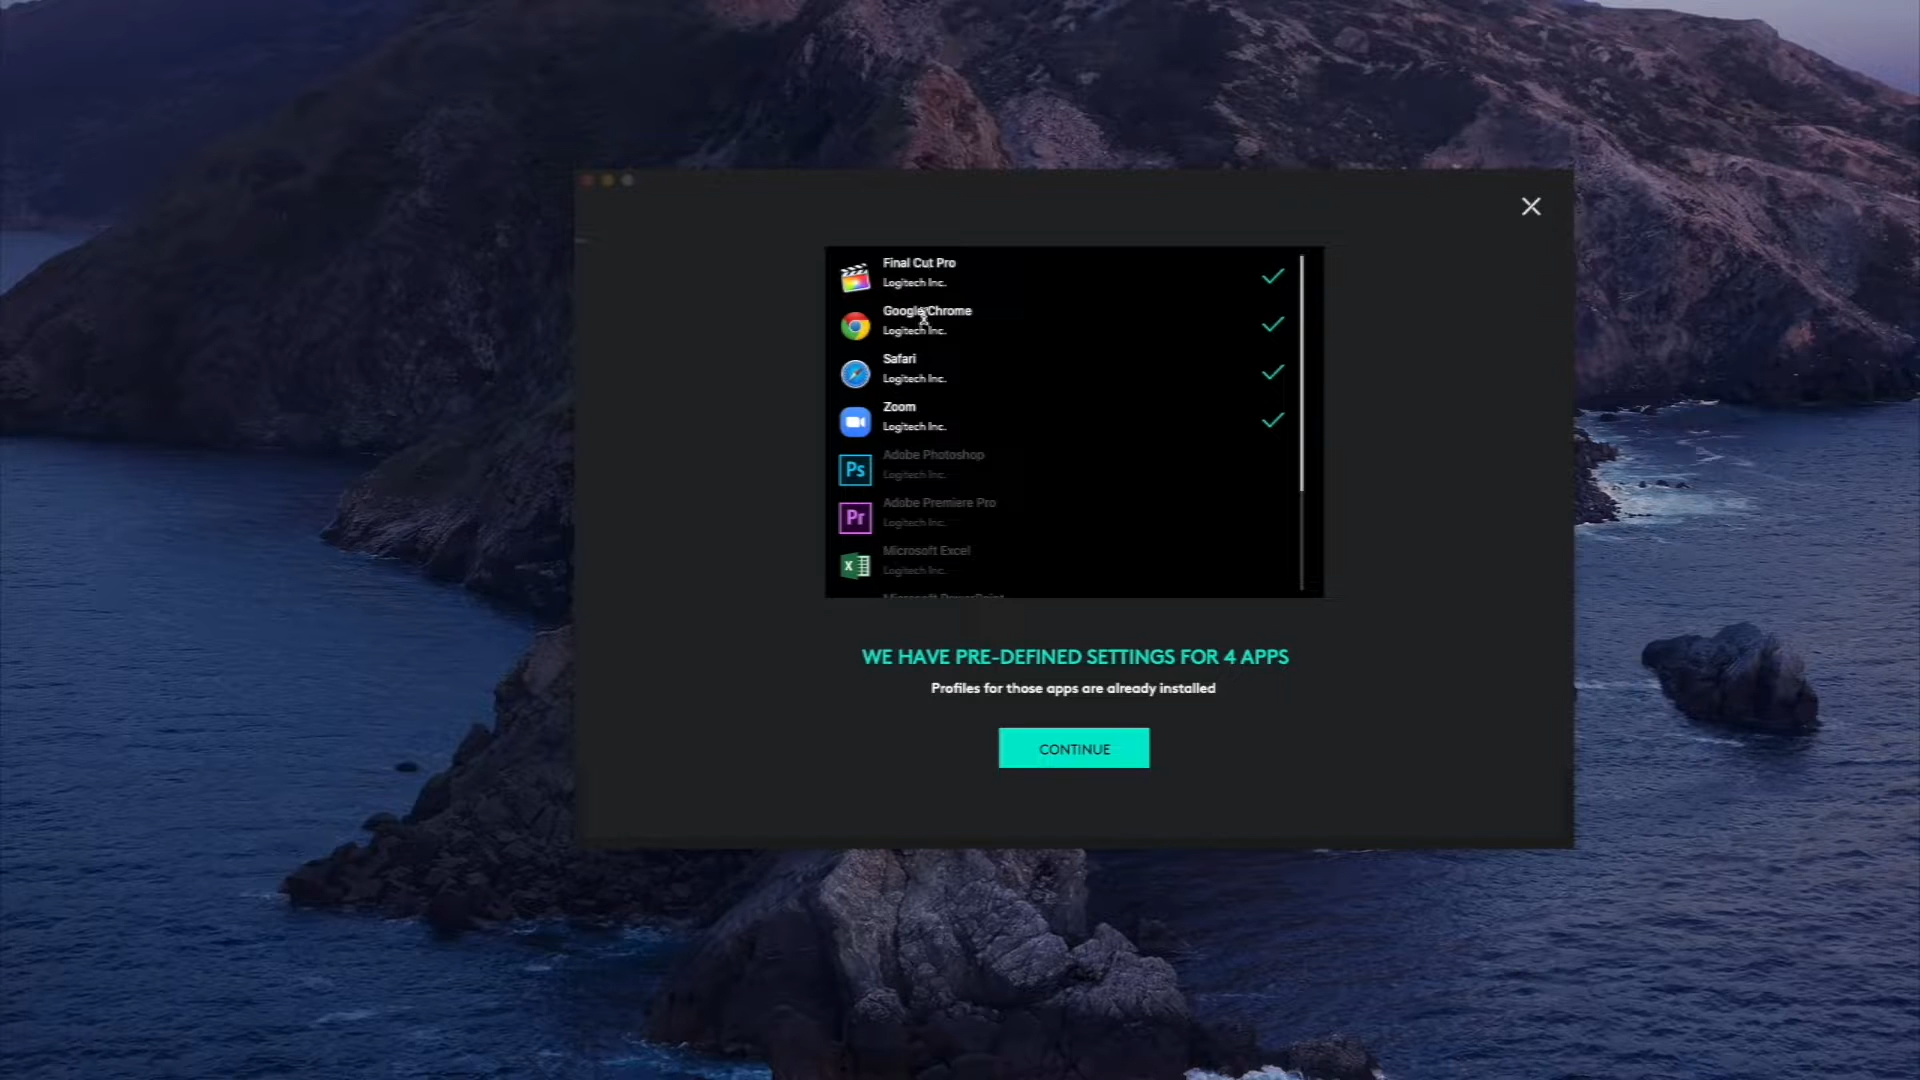 Final Cut Pro
Logitech Inc.
Google Chrome
Logitech Inc.
Safari
Logitech Inc.
Zoom
Logitech Inc.
Ps
Adobe Photoshop
Logitech Inc.
Pr
Adobe Premiere Pro
Logitech Inc.
X
Microsoft Excel
Logitech Inc.
Microsoft PowerPoint
WE HAVE PRE-DEFINED SETTINGS FOR 4 APPS
Profiles for those apps are already installed
CONTINUE